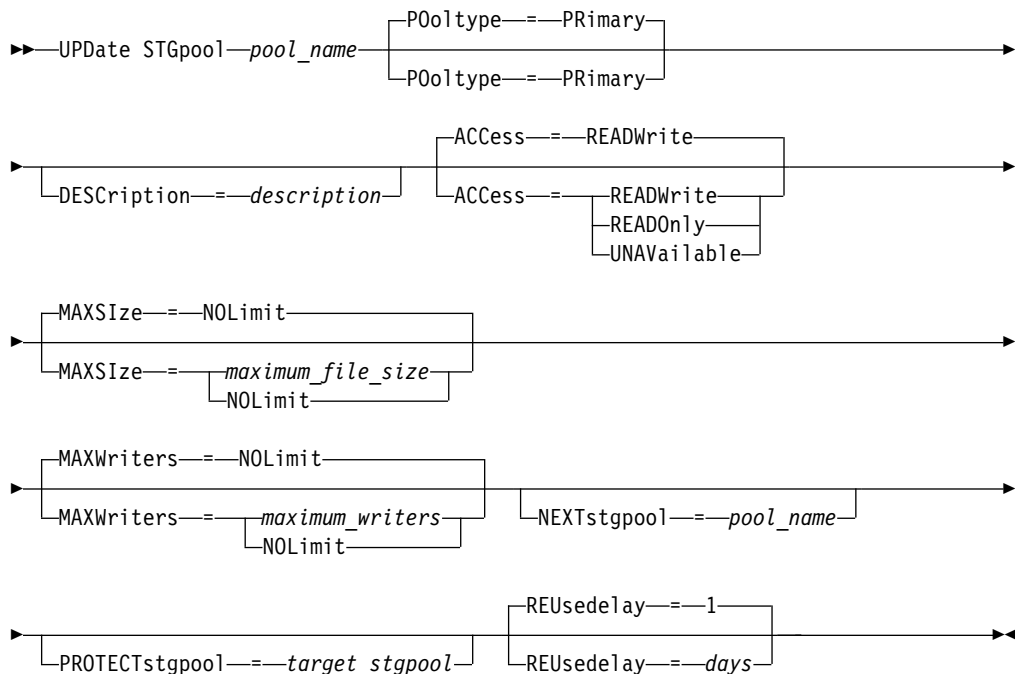 POoltype = PRimary
UPDate STGpool pool_name
POoltype = PRimary
ACCess = READWrite
DESCription = description
ACCess = READWrite
READOnly
UNAVailable
MAXSIze = NOLimit
MAXSIze = maximum_file_size
NOLimit
MAXWriters = NOLimit
MAXWriters = maximum_writers
NOLimit
NEXTstgpool = pool_name
REUsedelay = 1
PROTECTstgpool = target stgpool
REUsedelay = days